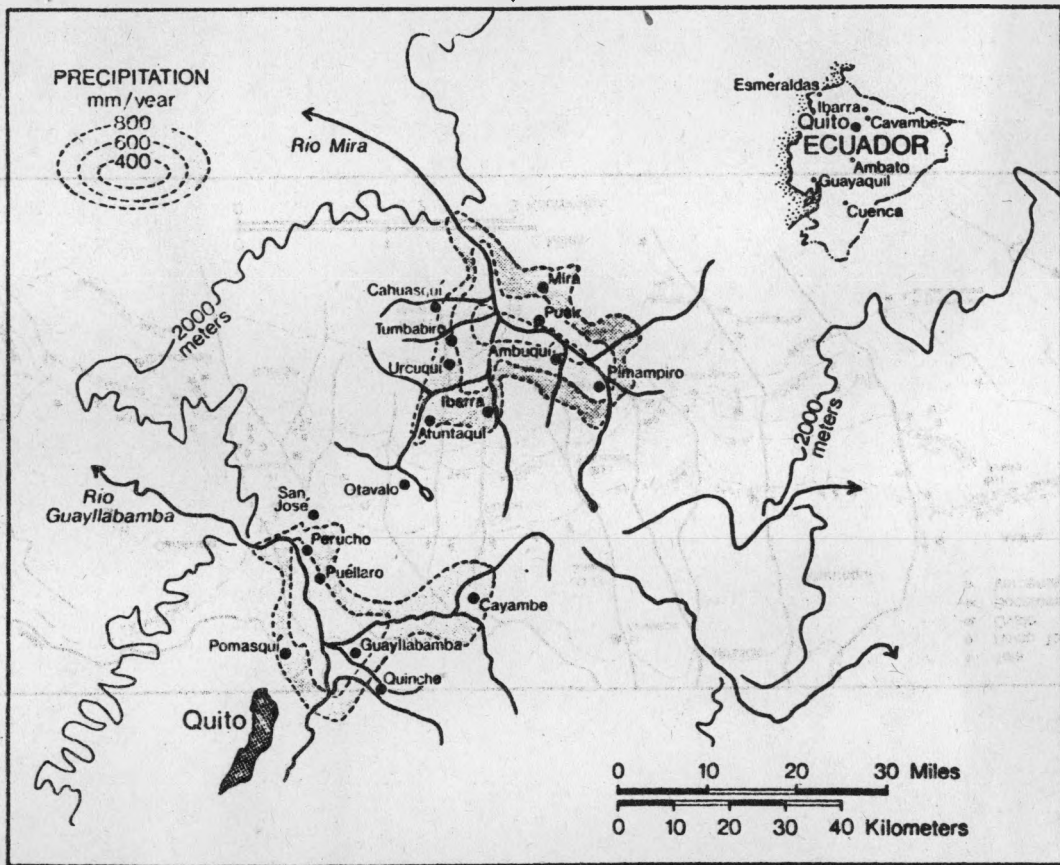 PRECIPITATION
mm/year
800
600
400
Rio Mira
Esmeraldas
Ibarra
Cayambe
Quito
ECUADOR
Ambato
Guayaquil
Cuenca
2000
meters
Cahuasqui
Mira
Tumbabiro
Pusir
Urcuqui
Ambuqui
Pimampiro
Ibarra
Atuntaqui
2000
meters
Otavalo
Rio
Guayllabamba
San
José
Perucho
Puéllaro
Cayambe
Pomasqui
Guayllabamba
Quinche
Quito
0 10 20 30 Miles
0 10 20 30 40 Kilometers